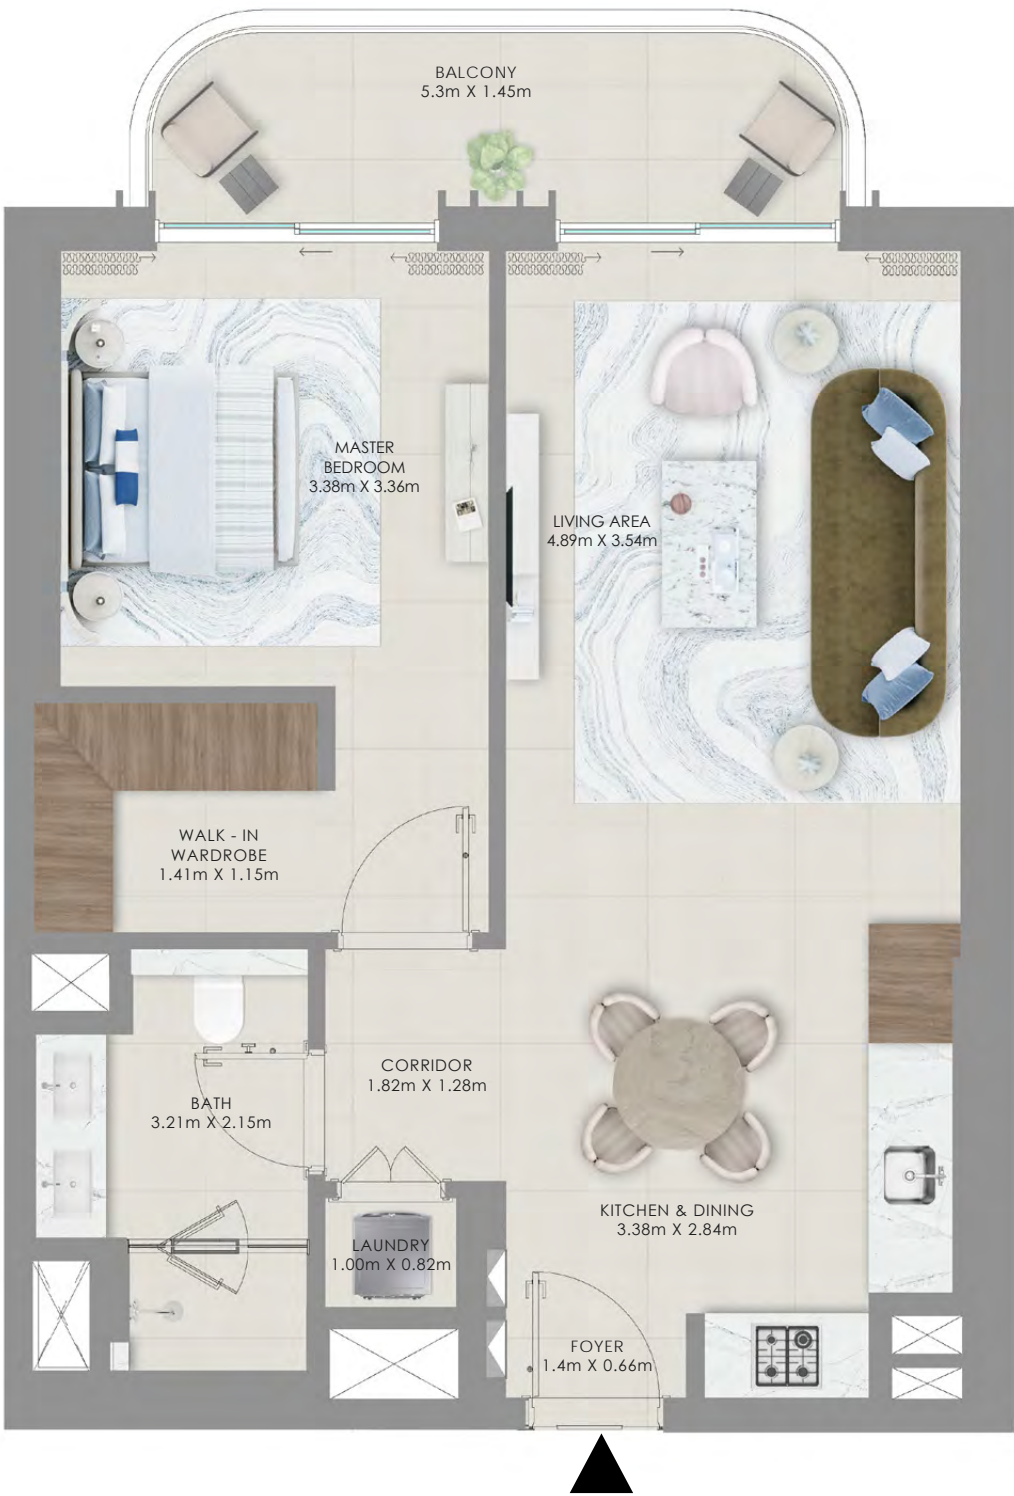 BALCONY
5.3m X 1.45m
MASTER
BEDROOM
3.38m X 3.36m
LIVING AREA
4.89m X 3.54m
WALK - IN
WARDROBE
1.41m X 1.15m
CORRIDOR
1.82m X 1.28m
BATH
3.21m X 2.15m
KITCHEN & DINING
3.38m X 2.84m
LAUNDRY
1.00m X 0.82m
FOYER
1.4m X 0.66m